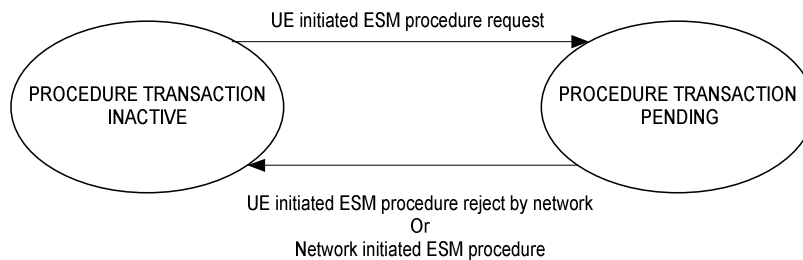 UE initiated ESM procedure request
PROCEDURE TRANSACTION
INACTIVE
PROCEDURE TRANSACTION
PENDING
UE initiated ESM procedure reject by network
Or
Network initiated ESM procedure